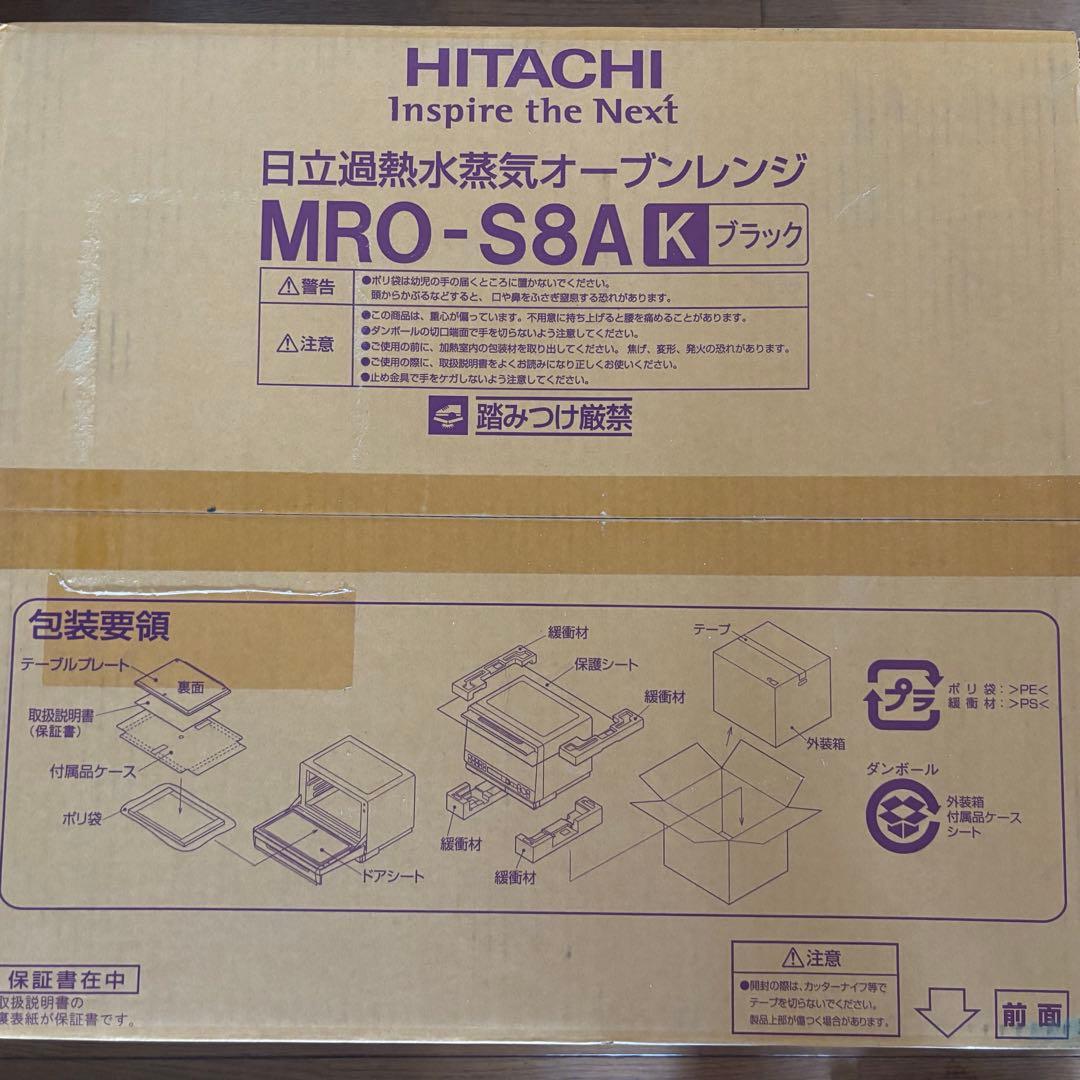 HITACHI
Inspire the Next
日立過熱水蒸気オーブンレンジ
MRO-S8A K ブラック
警告
●ポリ袋は幼児の手の届くところに置かないでください。
頭からかぶるなどすると、口や鼻をふさぎ窒息する恐れがあります。
注意
●この商品は、重心が偏っています。不用意に持ち上げると腰を痛めることがあります。
●ダンボールの切口端面で手を切らないよう注意してください。
●ご使用の前に、加熱室内の包装材を取り出してください。焦げ、変形、発火の恐れがあります。
●ご使用の際に、取扱説明書をよくお読みになり正しくお使いください。
●止め金具で手をケガしないよう注意してください。
踏みつけ厳禁
包装要領
テーブルプレート
裏面
取扱説明書
(保証書)
付属品ケース
ポリ袋
ドアシート
緩衝材
保護シート
緩衝材
緩衝材
緩衝材
テープ
外装箱
プラ
ポリ袋:>PE<
緩衝材:>PS<
ダンボール
外装箱
付属品ケース
シート
保証書在中
取扱説明書の
裏表紙が保証書です。
注意
●開封の際は、カッターナイフ等で
テープを切らないでください。
製品上部が傷つく場合があります。
前面